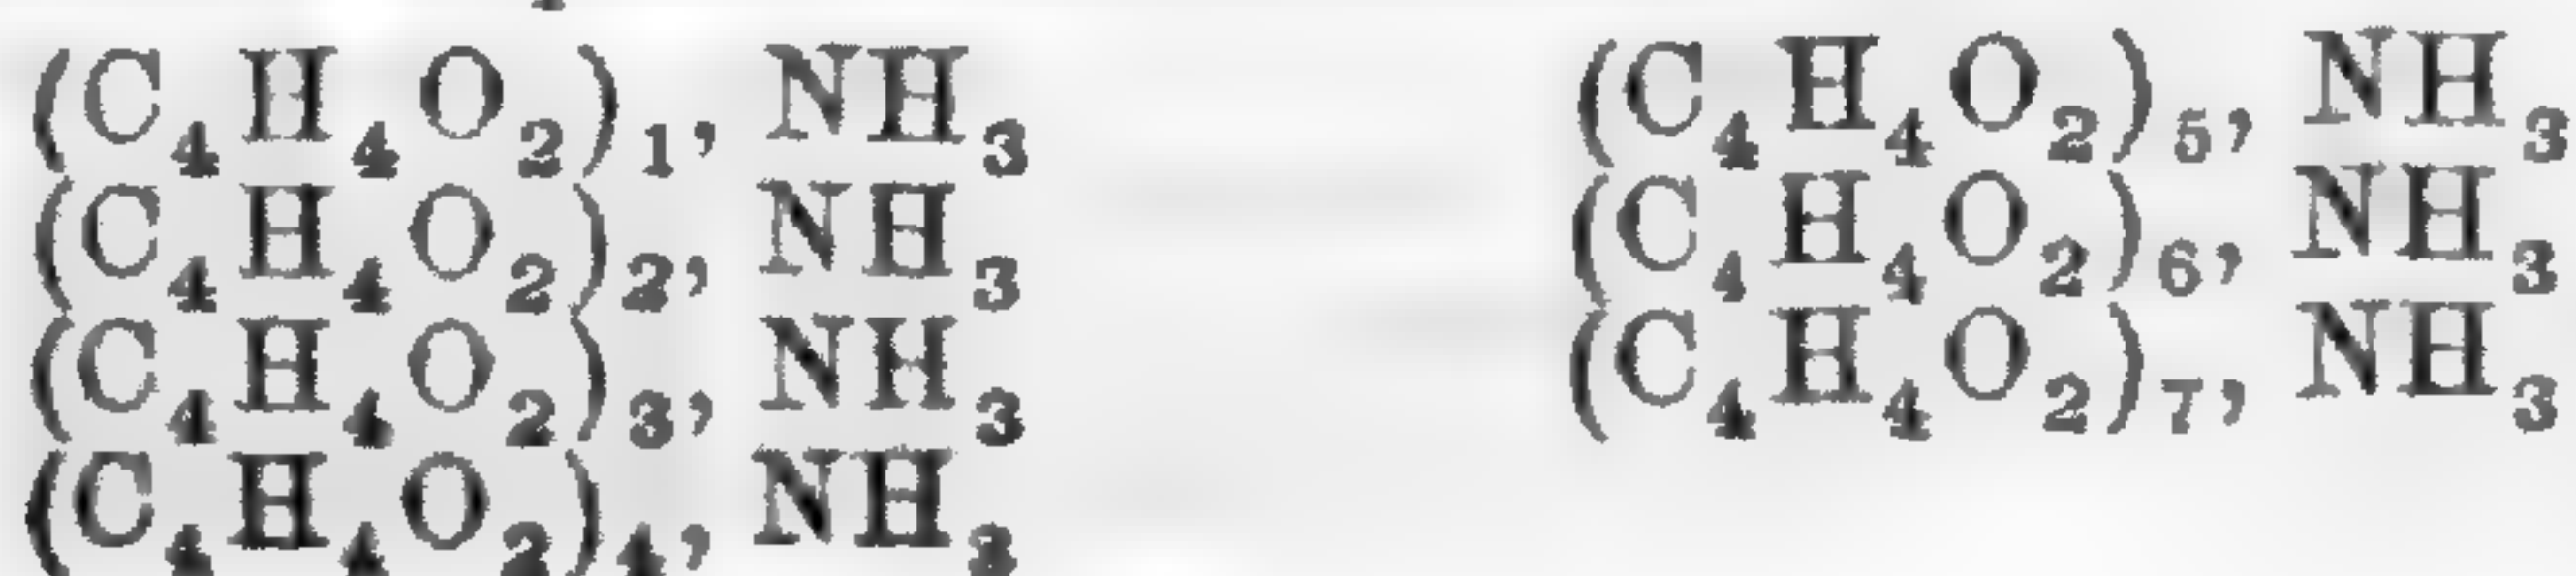 (C₄H₄O₂)₁, NH₃
(C₄H₄O₂)₂, NH₃
(C₄H₄O₂)₃, NH₃
(C₄H₄O₂)₄, NH₃
(C₄H₄O₂)₅, NH₃
(C₄H₄O₂)₆, NH₃
(C₄H₄O₂)₇, NH₃